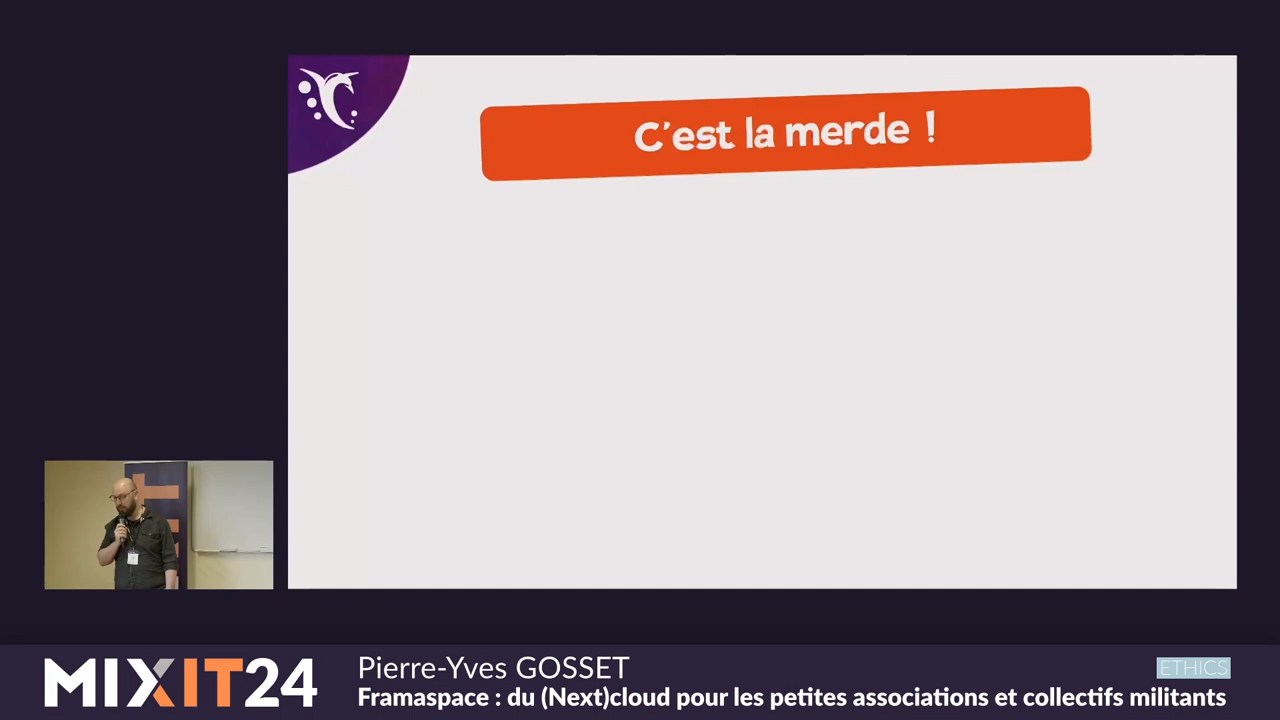 C'est la merde !
MIXIT24
Pierre-Yves GOSSET
ETHICS
Framaspace : du (Next)cloud pour les petites associations et collectifs militants